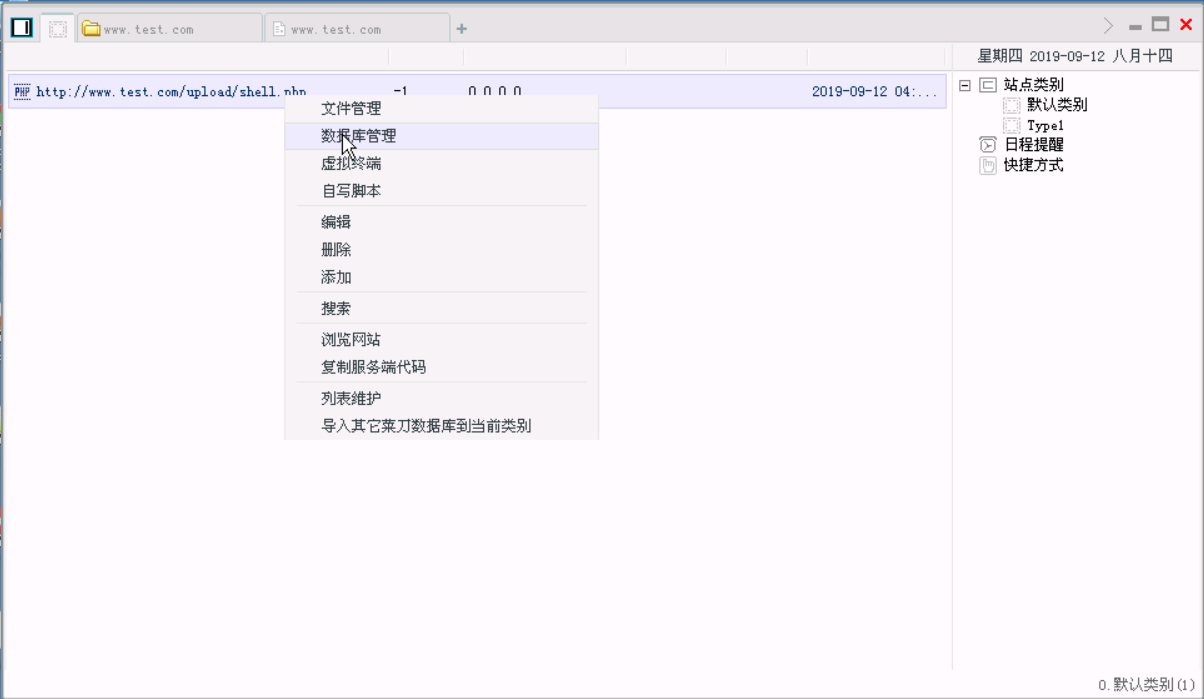 www.test.com
www.test.com
星期四 2019-09-12 八月十四
PHP http://www.test.com/upload/shell.php -1 0.0.0.0 2019-09-12 04:...
文件管理
数据库管理
虚拟终端
自写脚本
编辑
删除
添加
搜索
浏览网站
复制服务端代码
列表维护
导入其它菜刀数据库到当前类别
站点类别
默认类别
Type1
日程提醒
快捷方式
0.默认类别(1)